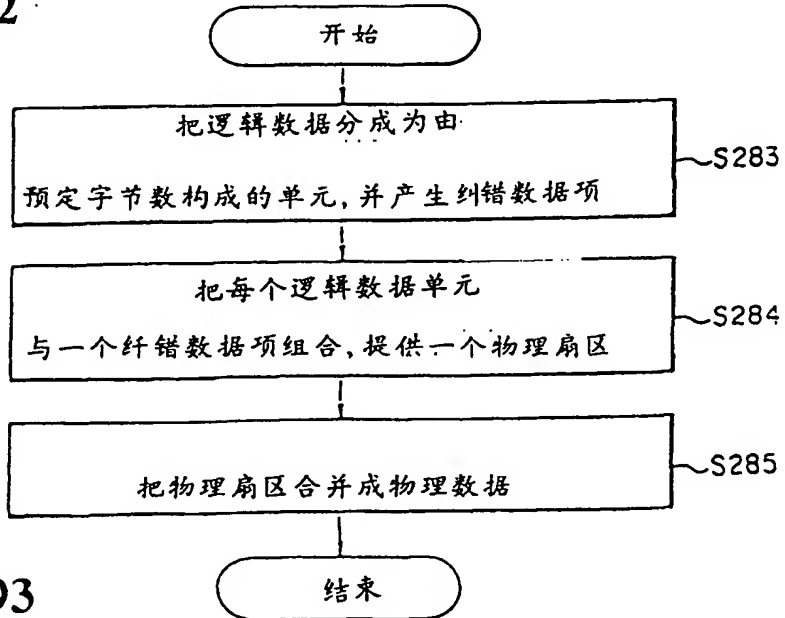 2
开始
把逻辑数据分成为由
预定字节数构成的单元,并产生纠错数据项
S283
把每个逻辑数据单元
S284
与一个纤错数据项组合,提供一个物理扇区
S285
把物理扇区合并成物理数据
结束
93